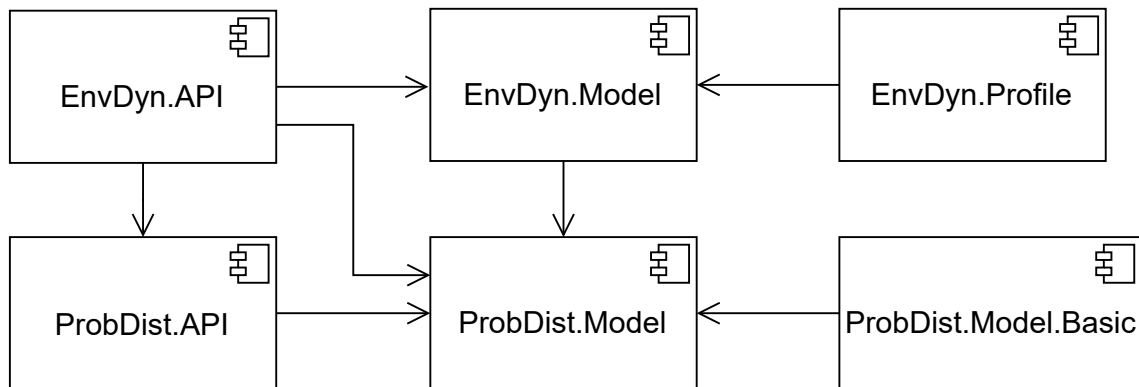 EnvDyn.API
EnvDyn.Model
EnvDyn.Profile
ProbDist.API
ProbDist.Model
ProbDist.Model.Basic